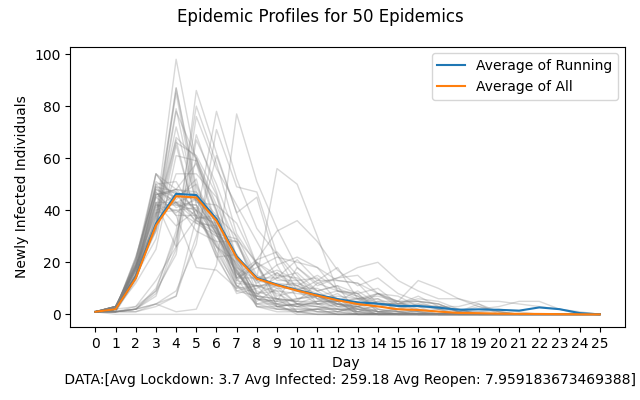 Epidemic Profiles for 50 Epidemics
100
80
60
40
20
0
Newly Infected Individuals
Average of Running
Average of All
0 1 2 3 4 5 6 7 8 9 10 11 12 13 14 15 16 17 18 19 20 21 22 23 24 25
Day
DATA:[Avg Lockdown: 3.7 Avg Infected: 259.18 Avg Reopen: 7.959183673469388]